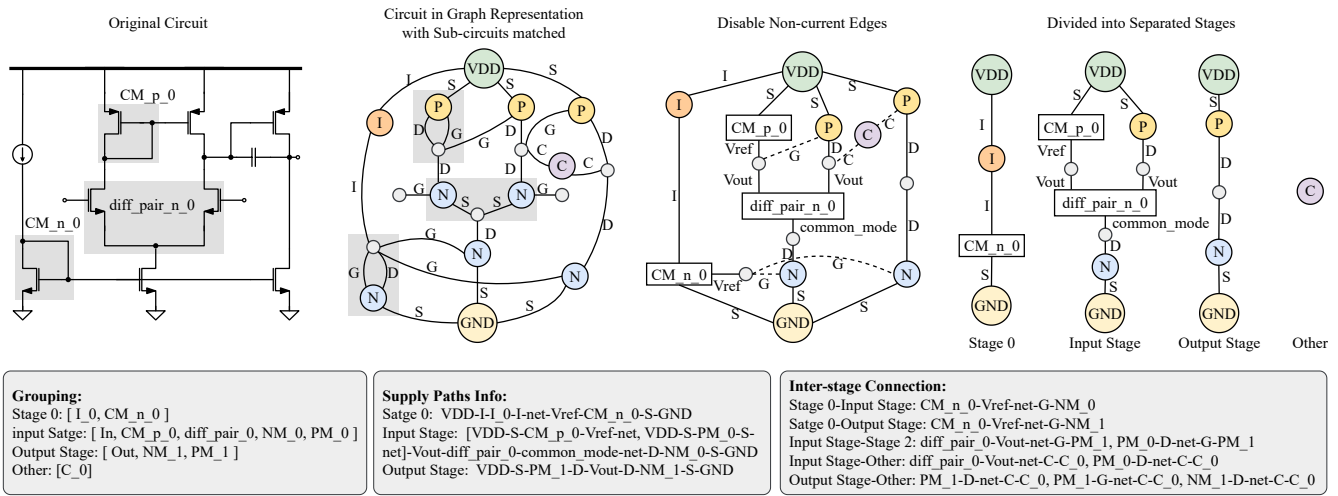 Original Circuit
CM_p_0
diff_pair_n_0
CM_n_0
Circuit in Graph Representation
with Sub-circuits matched
VDD
I
S
S
S
I
P
P
P
D
G
G
D
C
C
C
D
D
G
N
S
S
N
G
I
D
D
G
G
D
G
N
N
N
S
S
S
GND
Disable Non-current Edges
VDD
I
S
S
S
I
P
CM_p_0
P
C
C
Vref
G
D
C
Vout
Vout
D
I
diff_pair_n_0
common_mode
D
G
CM_n_0
Vref
G
N
N
S
S
S
GND
Divided into Separated Stages
VDD
I
I
I
CM_n_0
S
GND
Stage 0
VDD
S
S
CM_p_0
P
Vref
D
Vout
Vout
diff_pair_n_0
common_mode
D
N
S
GND
Input Stage
VDD
S
P
D
D
N
S
GND
Output Stage
C
Other
Grouping:
Stage 0: [ I_0, CM_n_0 ]
input Satge: [ In, CM_p_0, diff_pair_0, NM_0, PM_0 ]
Output Stage: [ Out, NM_1, PM_1 ]
Other: [C_0]
Supply Paths Info:
Satge 0:  VDD-I-I_0-I-net-Vref-CM_n_0-S-GND
Input Stage:  [VDD-S-CM_p_0-Vref-net, VDD-S-PM_0-S-
net]-Vout-diff_pair_0-common_mode-net-D-NM_0-S-GND
Output Stage:  VDD-S-PM_1-D-Vout-D-NM_1-S-GND
Inter-stage Connection:
Stage 0-Input Stage: CM_n_0-Vref-net-G-NM_0
Satge 0-Output Stage: CM_n_0-Vref-net-G-NM_1
Input Stage-Stage 2: diff_pair_0-Vout-net-G-PM_1, PM_0-D-net-G-PM_1
Input Stage-Other: diff_pair_0-Vout-net-C-C_0, PM_0-D-net-C-C_0
Output Stage-Other: PM_1-D-net-C-C_0, PM_1-G-net-C-C_0, NM_1-D-net-C-C_0